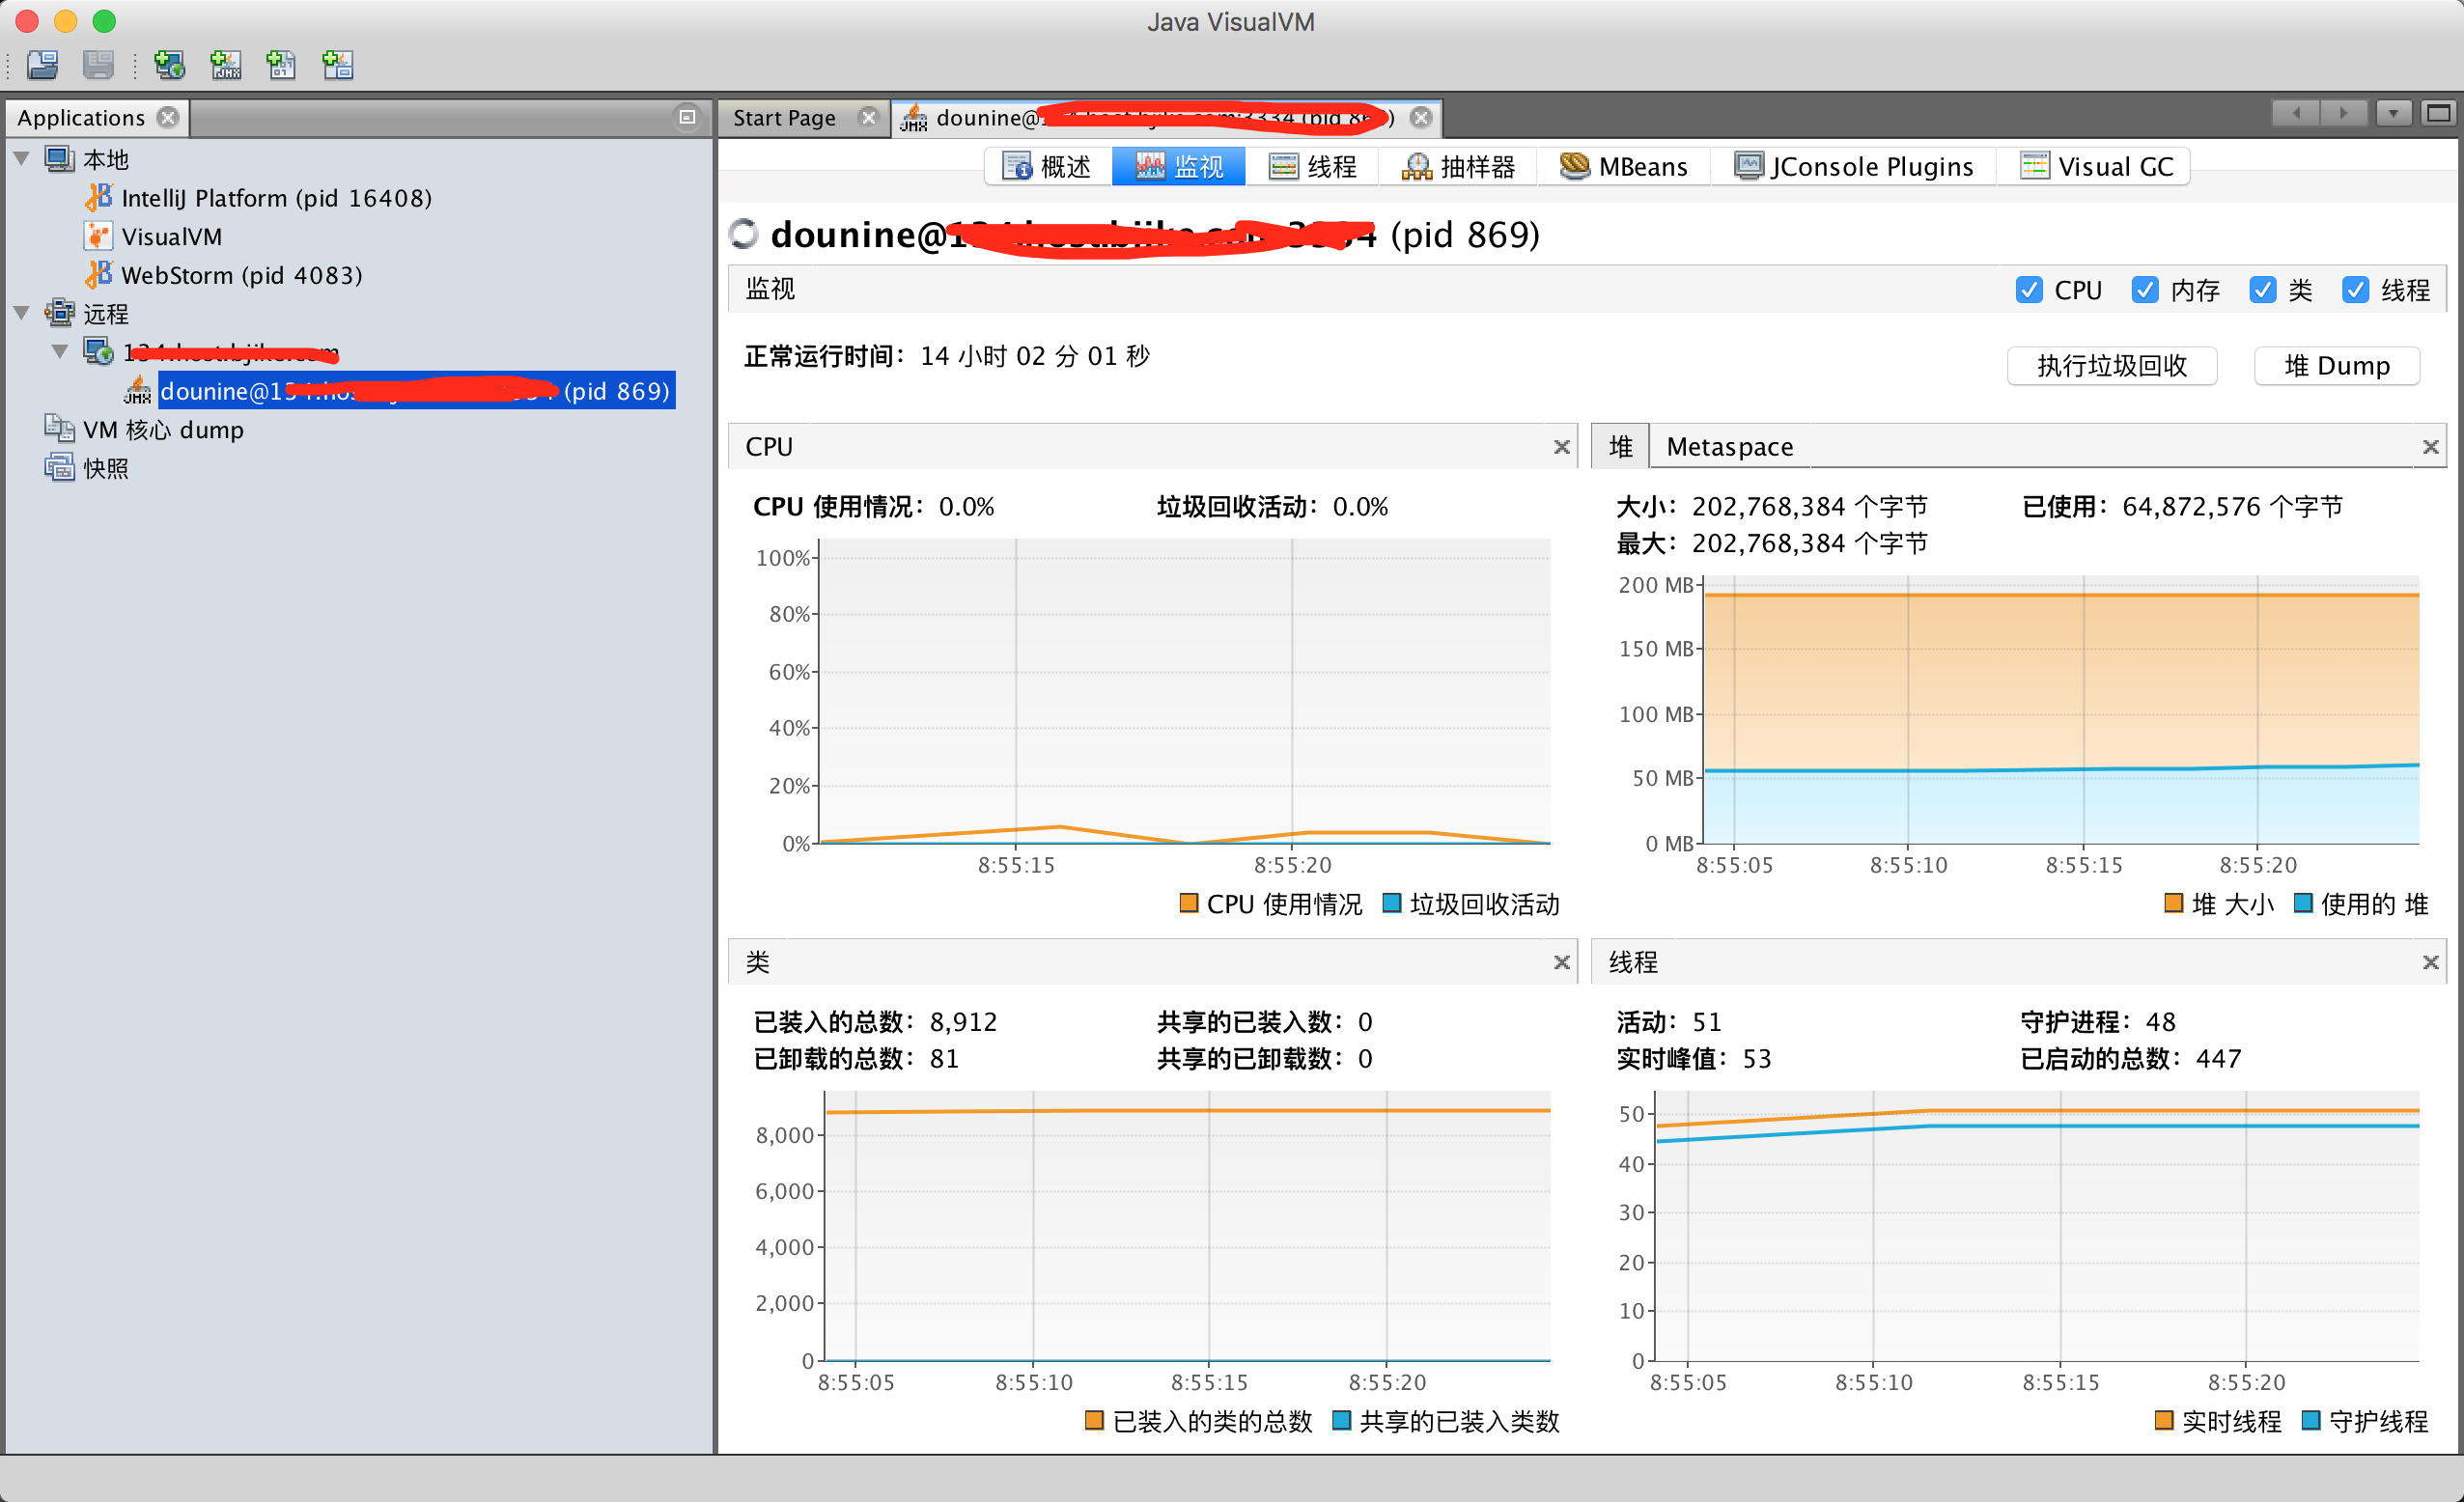 Java VisualVM
Applications
本地
IntelliJ Platform (pid 16408)
VisualVM
WebStorm (pid 4083)
远程
dounine@ (pid 869)
VM 核心 dump
快照
Start Page
dounine@
概述 监视 线程 抽样器 MBeans JConsole Plugins Visual GC
dounine@ (pid 869)
监视 CPU 内存 类 线程
正常运行时间：14 小时 02 分 01 秒
执行垃圾回收 堆 Dump
CPU
CPU 使用情况：0.0% 垃圾回收活动：0.0%
100%
80%
60%
40%
20%
0%
8:55:15 8:55:20
CPU 使用情况 垃圾回收活动
堆 Metaspace
大小：202,768,384 个字节 已使用：64,872,576 个字节
最大：202,768,384 个字节
200 MB
150 MB
100 MB
50 MB
0 MB
8:55:05 8:55:10 8:55:15 8:55:20
堆 大小 使用的 堆
类
已装入的总数：8,912 共享的已装入数：0
已卸载的总数：81 共享的已卸载数：0
8,000
6,000
4,000
2,000
0
8:55:05 8:55:10 8:55:15 8:55:20
已装入的类的总数 共享的已装入类数
线程
活动：51 守护进程：48
实时峰值：53 已启动的总数：447
50
40
30
20
10
0
8:55:05 8:55:10 8:55:15 8:55:20
实时线程 守护线程